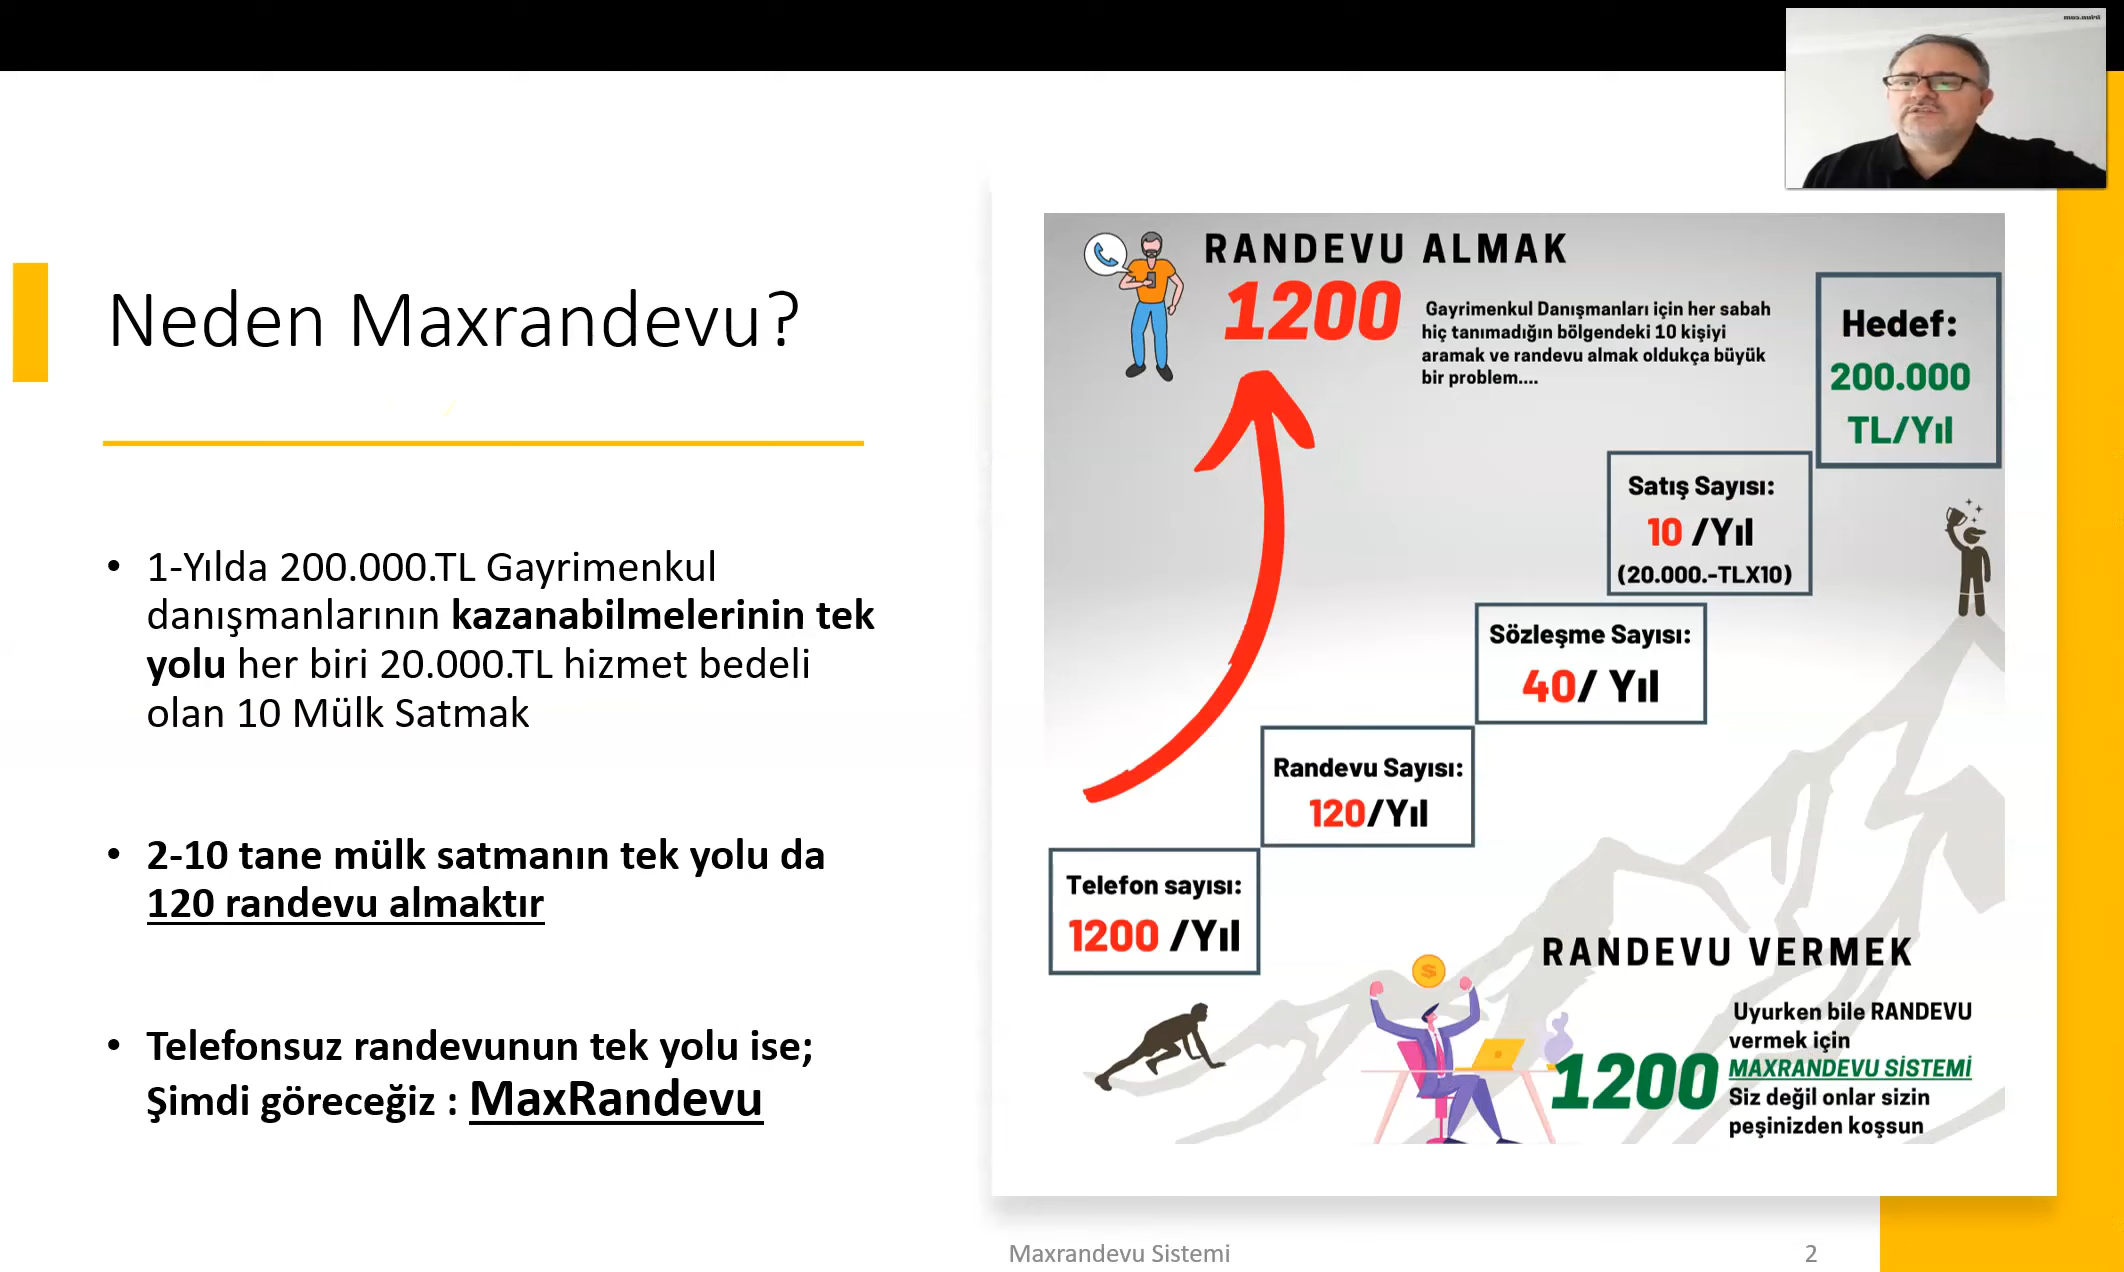 Neden Maxrandevu?
• 1-Yılda 200.000.TL Gayrimenkul
danışmanlarının kazanabilmelerinin tek
yolu her biri 20.000.TL hizmet bedeli
olan 10 Mülk Satmak
• 2-10 tane mülk satmanın tek yolu da
120 randevu almaktır
• Telefonsuz randevunun tek yolu ise;
Şimdi göreceğiz : MaxRandevu
RANDEVU ALMAK
1200
Gayrimenkul Danışmanları için her sabah
hiç tanımadığın bölgendeki 10 kişiyi
aramak ve randevu almak oldukça büyük
bir problem....
Hedef:
200.000
TL/Yıl
Satış Sayısı:
10 /Yıl
(20.000.-TLX10)
Sözleşme Sayısı:
40/ Yıl
Randevu Sayısı:
120/Yıl
Telefon sayısı:
1200 /Yıl
RANDEVU VERMEK
1200
Uyurken bile RANDEVU
vermek için
MAXRANDEVU SİSTEMİ
Siz değil onlar sizin
peşinizden koşsun
Maxrandevu Sistemi
2